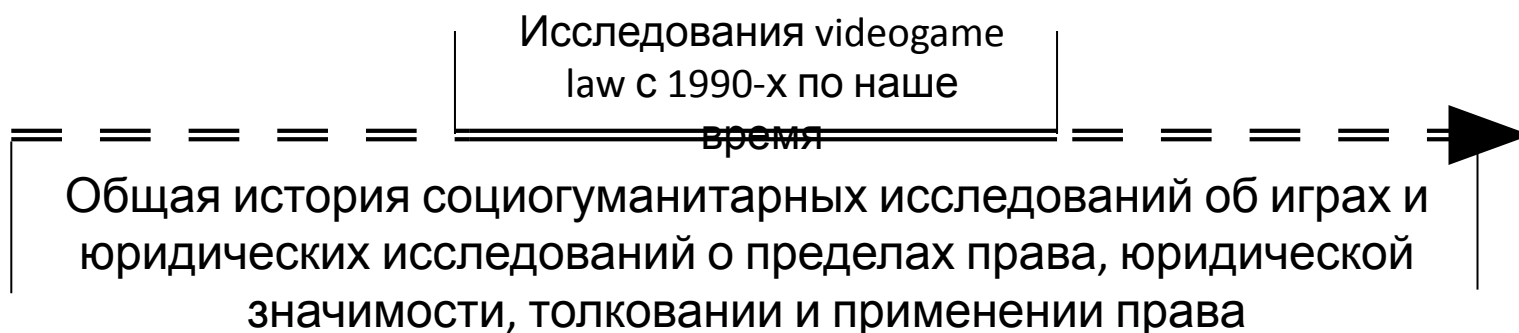 Исследования videogame
law с 1990-х по наше
время
Общая история социогуманитарных исследований об играх и
юридических исследований о пределах права, юридической
значимости, толковании и применении права